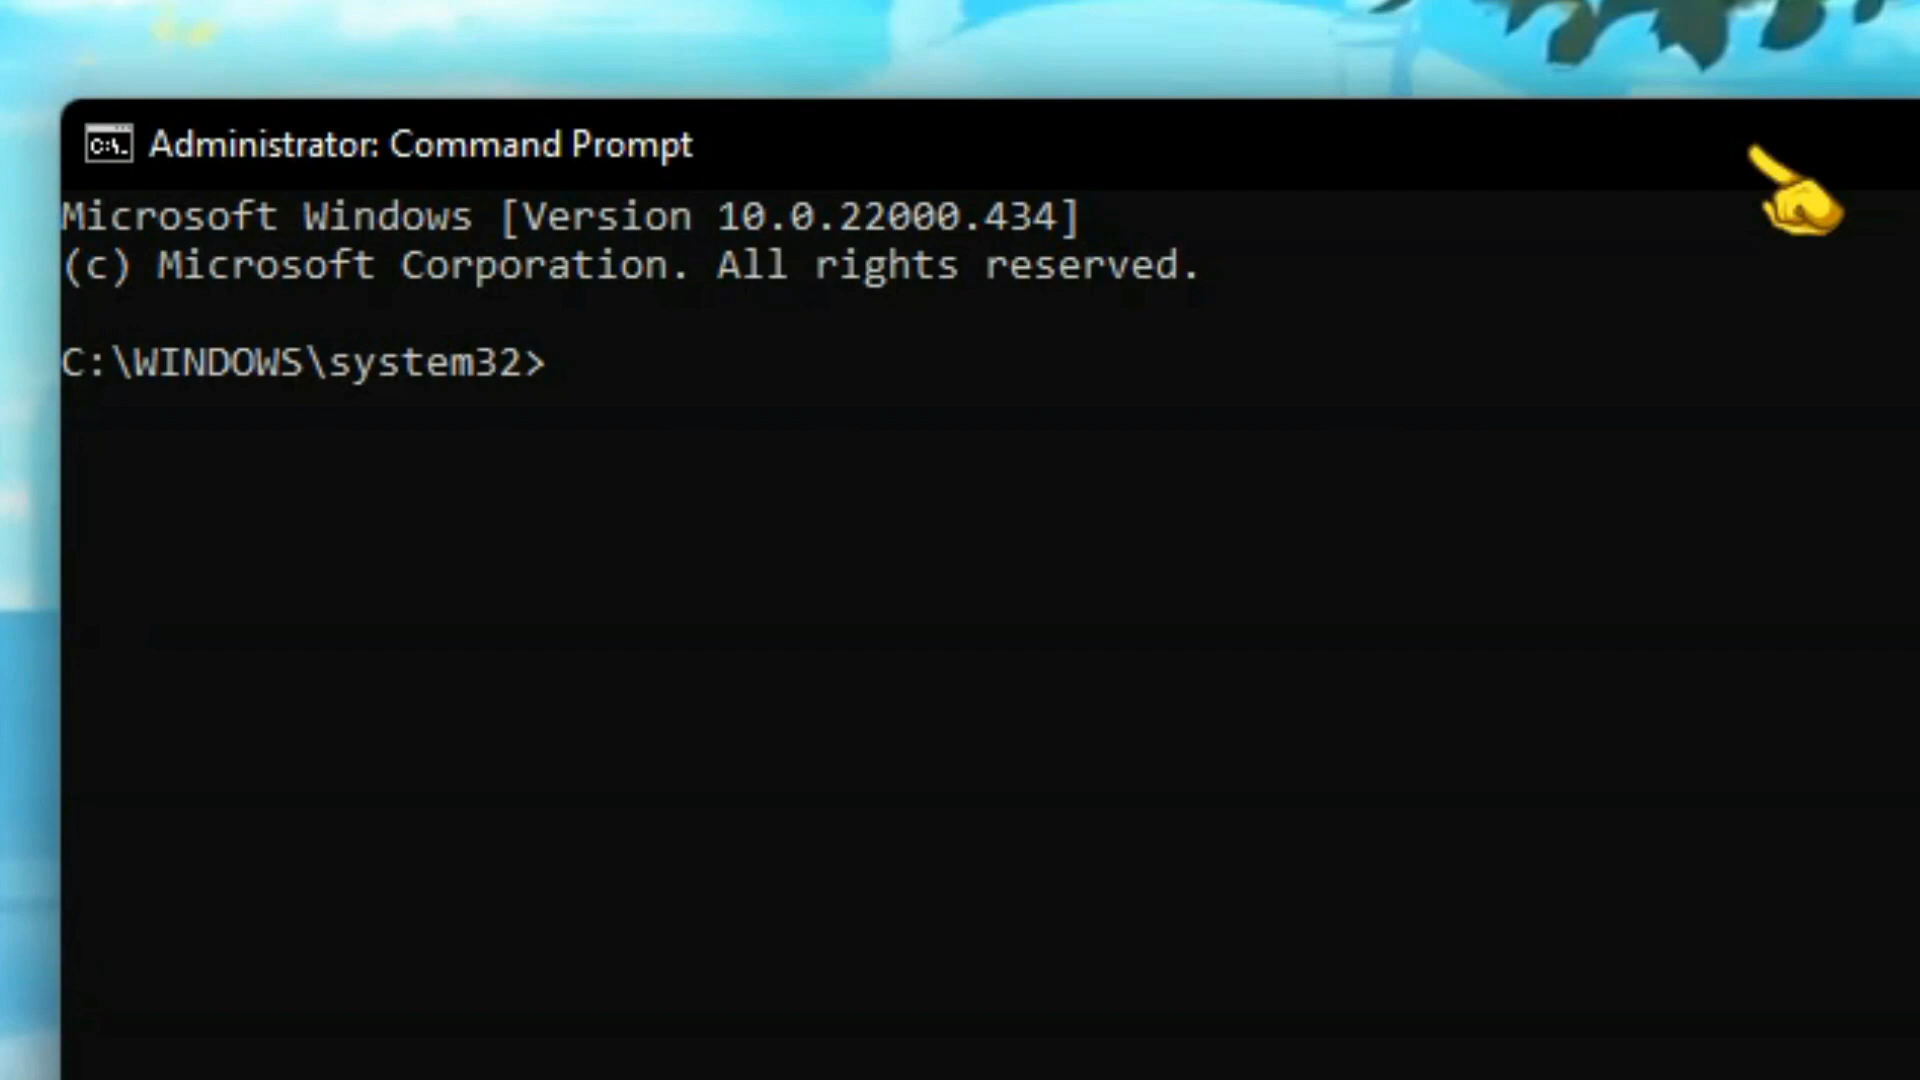 Administrator: Command Prompt
Microsoft Windows [Version 10.0.22000.434]
(c) Microsoft Corporation. All rights reserved.
C:\WINDOWS\system32>